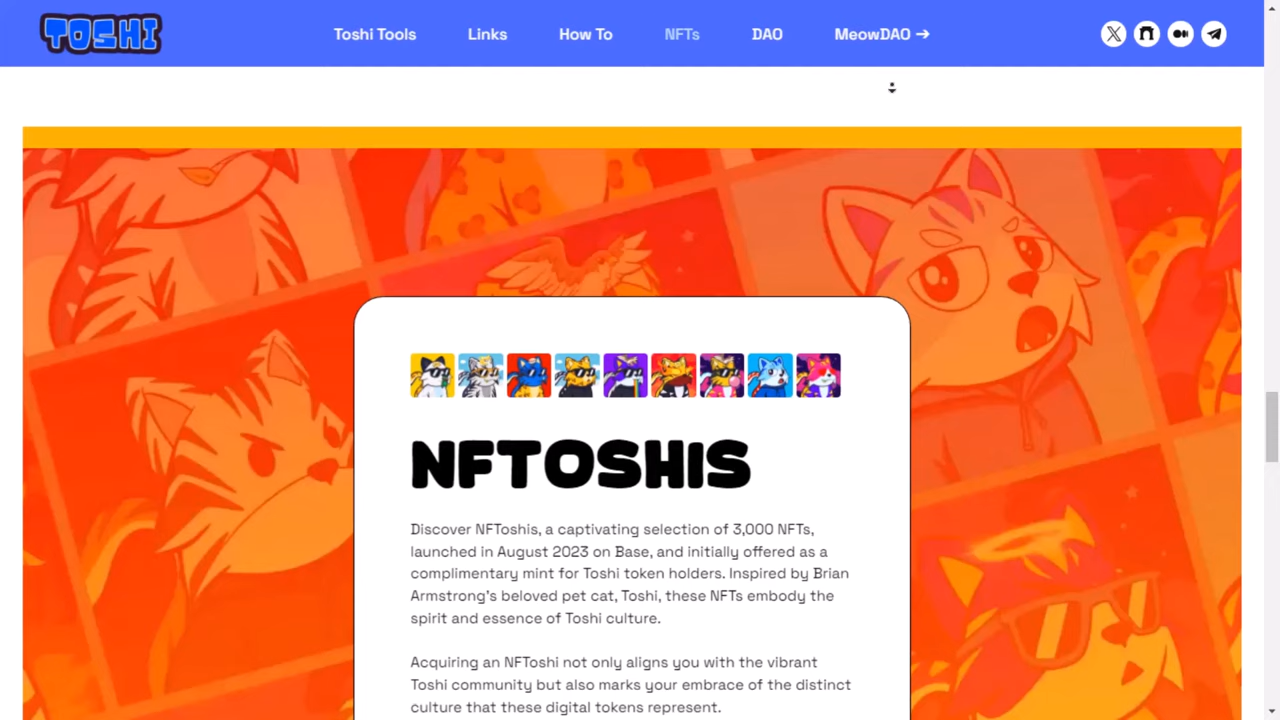 TOSHI
Toshi Tools
Links
How To
NFTs
DAO
MeowDAO →
NFTOSHIS
Discover NFToshis, a captivating selection of 3,000 NFTs,
launched in August 2023 on Base, and initially offered as a
complimentary mint for Toshi token holders. Inspired by Brian
Armstrong's beloved pet cat, Toshi, these NFTs embody the
spirit and essence of Toshi culture.
Acquiring an NFToshi not only aligns you with the vibrant
Toshi community but also marks your embrace of the distinct
culture that these digital tokens represent.